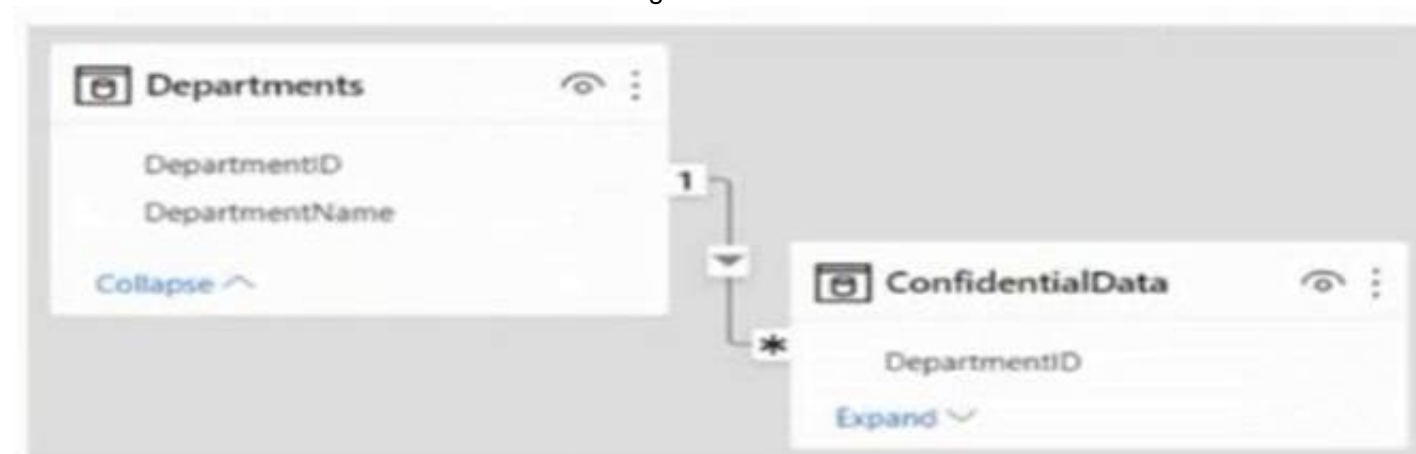 Departments
DepartmentID
DepartmentName
Collapse
1
ConfidentialData
*
DepartmentID
Expand